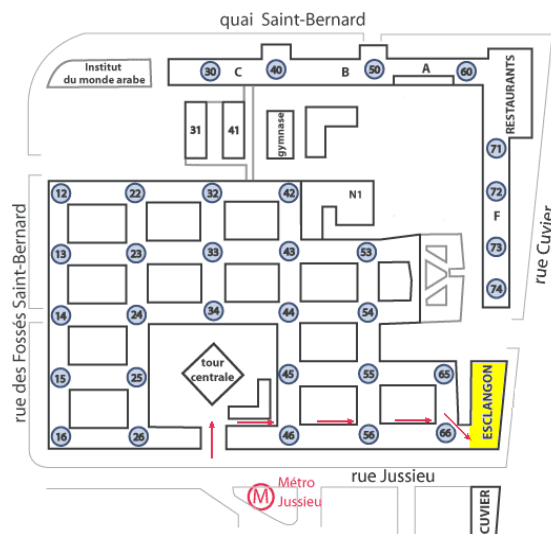 quai Saint-Bernard
Institut
du monde arabe
30
C
40
B
50
A
60
RESTAURANTS
31
41
gymnase
71
12
22
32
42
N1
72
F
rue des Fossés Saint-Bernard
rue Cuvier
13
23
33
43
53
73
74
14
24
34
44
54
tour
centrale
15
25
45
55
65
ESCLANGON
16
26
46
56
66
rue Jussieu
M
Métro
Jussieu
CUVIER